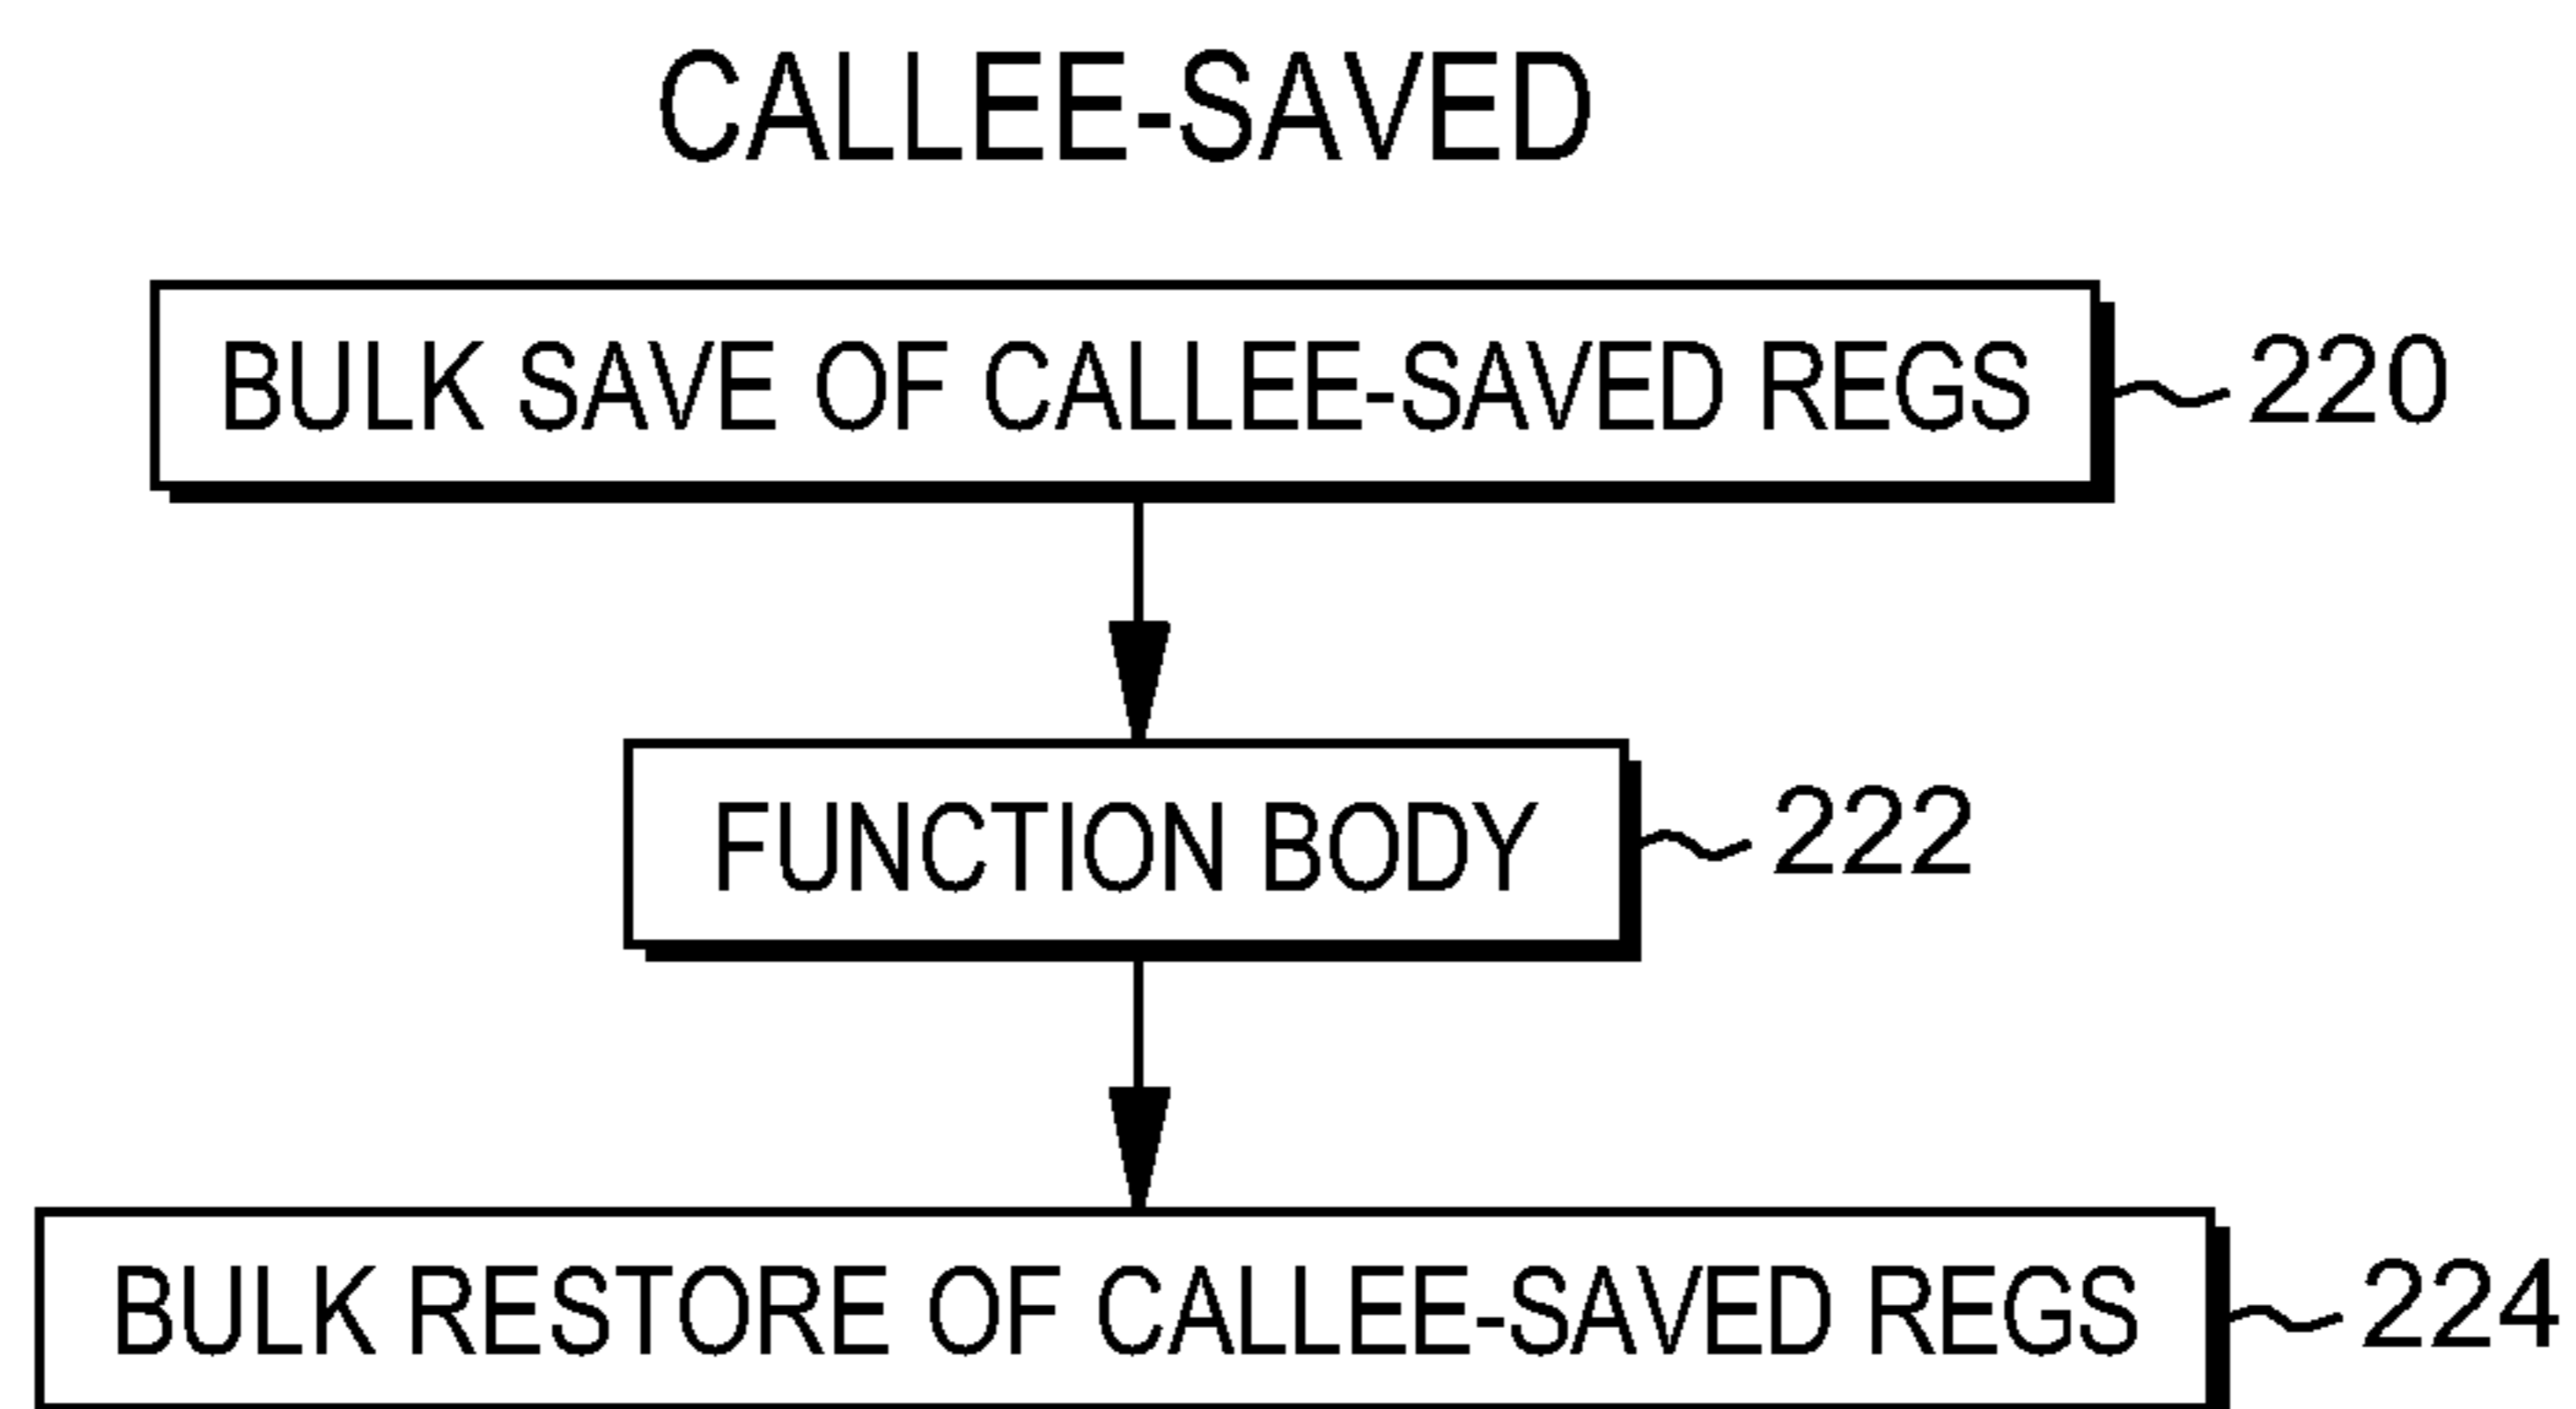 CALLEE-SAVED
BULK SAVE OF CALLEE-SAVED REGS 220
FUNCTION BODY 222
BULK RESTORE OF CALLEE-SAVED REGS 224